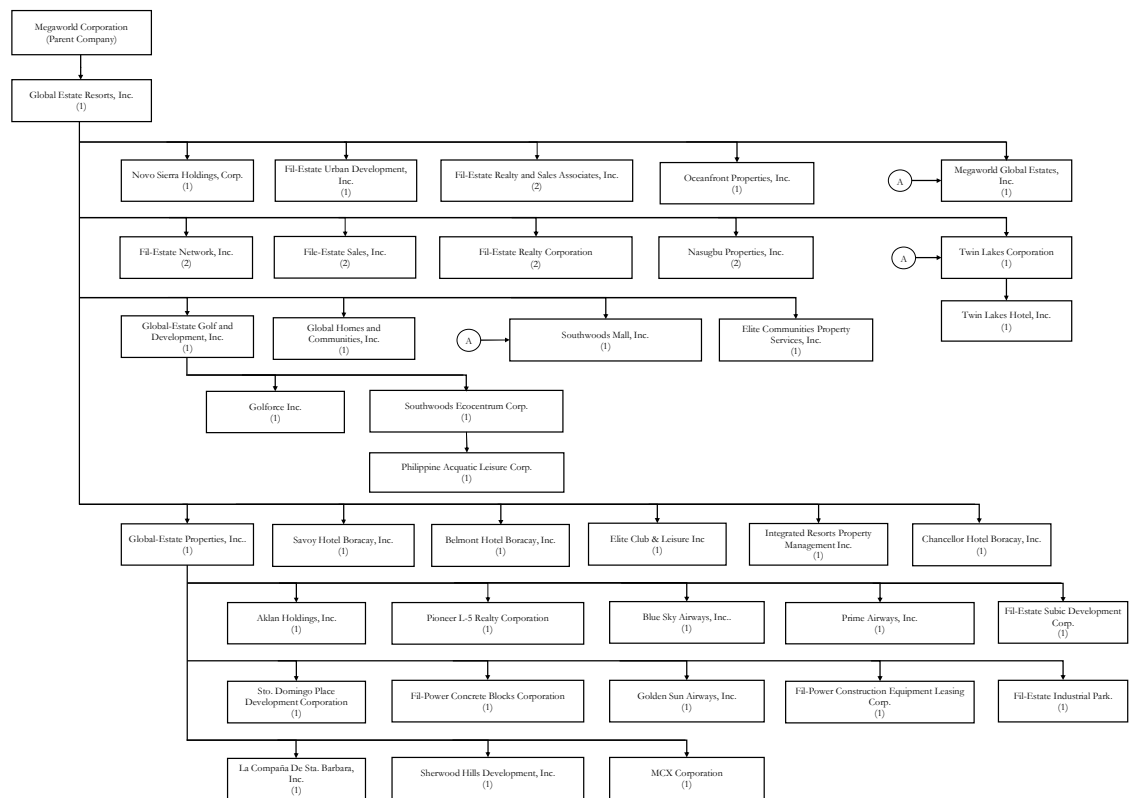 Megaworld Corporation
(Parent Company)
Global Estate Resorts, Inc.
(1)
Novo Sierra Holdings, Corp.
(1)
Fil-Estate Urban Development,
Inc.
(1)
Fil-Estate Realty and Sales Associates, Inc.
(2)
Oceanfront Properties, Inc.
(1)
A
Megaworld Global Estates,
Inc.
(1)
Fil-Estate Network, Inc.
(2)
File-Estate Sales, Inc.
(2)
Fil-Estate Realty Corporation
(2)
Nasugbu Properties, Inc.
(2)
A
Twin Lakes Corporation
(1)
Twin Lakes Hotel, Inc.
(1)
Global-Estate Golf and
Development, Inc.
(1)
Global Homes and
Communities, Inc.
(1)
A
Southwoods Mall, Inc.
(1)
Elite Communities Property
Services, Inc.
(1)
Golforce Inc.
(1)
Southwoods Ecocentrum Corp.
(1)
Philippine Acquatic Leisure Corp.
(1)
Global-Estate Properties, Inc..
(1)
Savoy Hotel Boracay, Inc.
(1)
Belmont Hotel Boracay, Inc.
(1)
Elite Club & Leisure Inc
(1)
Integrated Resorts Property
Management Inc.
(1)
Chancellor Hotel Boracay, Inc.
(1)
Aklan Holdings, Inc.
(1)
Pioneer L-5 Realty Corporation
(1)
Blue Sky Airways, Inc..
(1)
Prime Airways, Inc.
(1)
Fil-Estate Subic Development
Corp.
(1)
Sto. Domingo Place
Development Corporation
(1)
Fil-Power Concrete Blocks Corporation
(1)
Golden Sun Airways, Inc.
(1)
Fil-Power Construction Equipment Leasing
Corp.
(1)
Fil-Estate Industrial Park.
(1)
La Compaña De Sta. Barbara,
Inc.
(1)
Sherwood Hills Development, Inc.
(1)
MCX Corporation
(1)